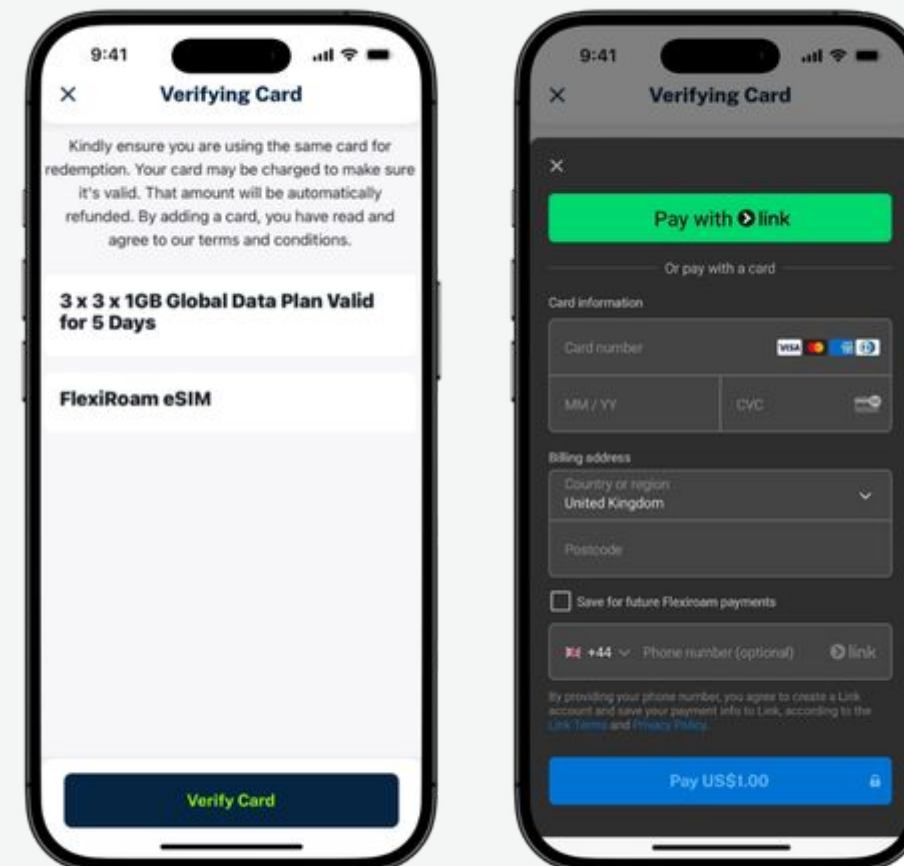 9:41
Verifying Card
Kindly ensure you are using the same card for
redemption. Your card may be charged to make sure
it's valid. That amount will be automatically
refunded. By adding a card, you have read and
agree to our terms and conditions.
3 x 3 x 1GB Global Data Plan Valid
for 5 Days
FlexiRoam eSIM
Verify Card
9:41
Verifying Card
Pay with link
Or pay with a card
Card information
Card number
VISA
MM / YY
CVC
Billing address
Country or region
United Kingdom
Postcode
Save for future Flexiroam payments
+44 Phone number (optional) link
By providing your phone number, you agree to create a Link
account and save your payment info to Link, according to the
Link Terms and Privacy Policy.
Pay US$1.00